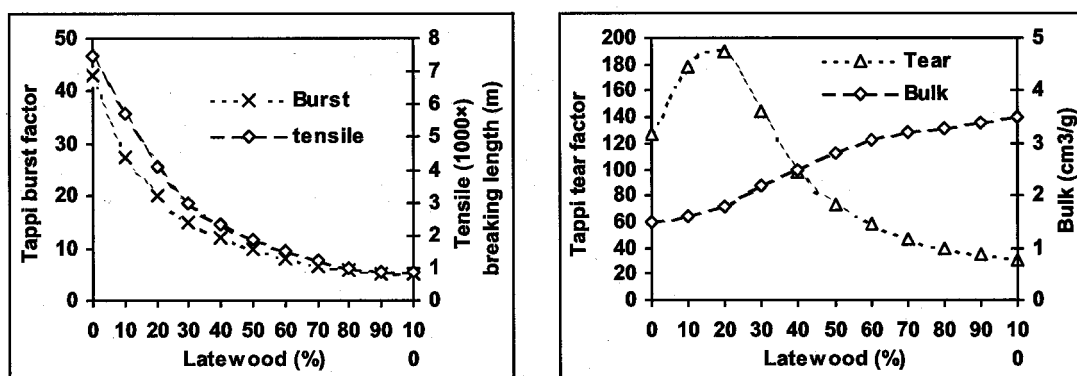 50
40
30
20
10
0
Tappi burst factor
Burst
tensile
8
7
6
5
4
3
2
1
0
Tensile (1000×)
breaking length (m)
0 10 20 30 40 50 60 70 80 90 10
0
Latewood (%)
200
180
160
140
120
100
80
60
40
20
0
Tappi tear factor
Tear
Bulk
5
4
3
2
1
0
Bulk (cm3/g)
0 10 20 30 40 50 60 70 80 90 10
0
Latewood (%)